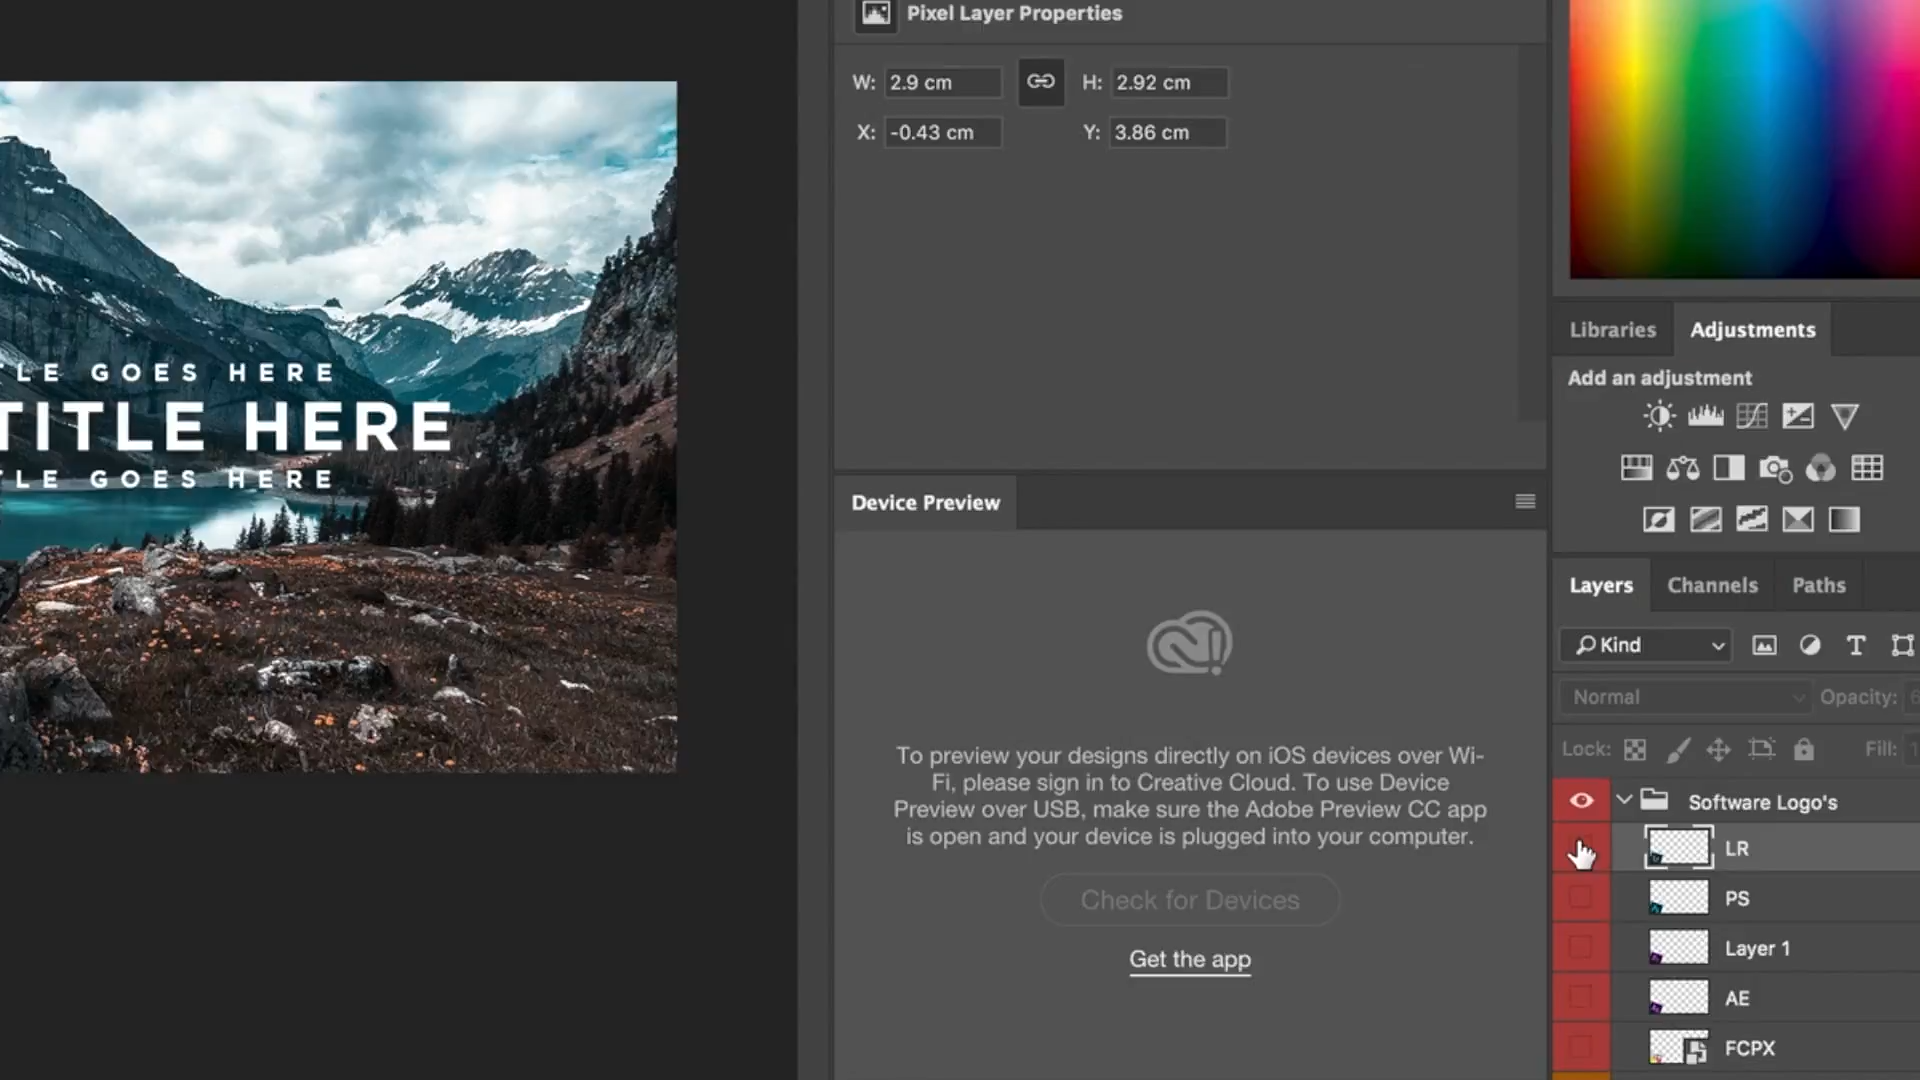 Pixel Layer Properties
W: 2.9 cm
H: 2.92 cm
X: -0.43 cm
Y: 3.86 cm
LE GOES HERE
TITLE HERE
LE GOES HERE
Device Preview
To preview your designs directly on iOS devices over Wi-
Fi, please sign in to Creative Cloud. To use Device
Preview over USB, make sure the Adobe Preview CC app
is open and your device is plugged into your computer.
Check for Devices
Get the app
Libraries
Adjustments
Add an adjustment
Layers
Channels
Paths
Kind
Normal
Opacity:
Lock:
Fill:
Software Logo's
LR
PS
Layer 1
AE
FCPX